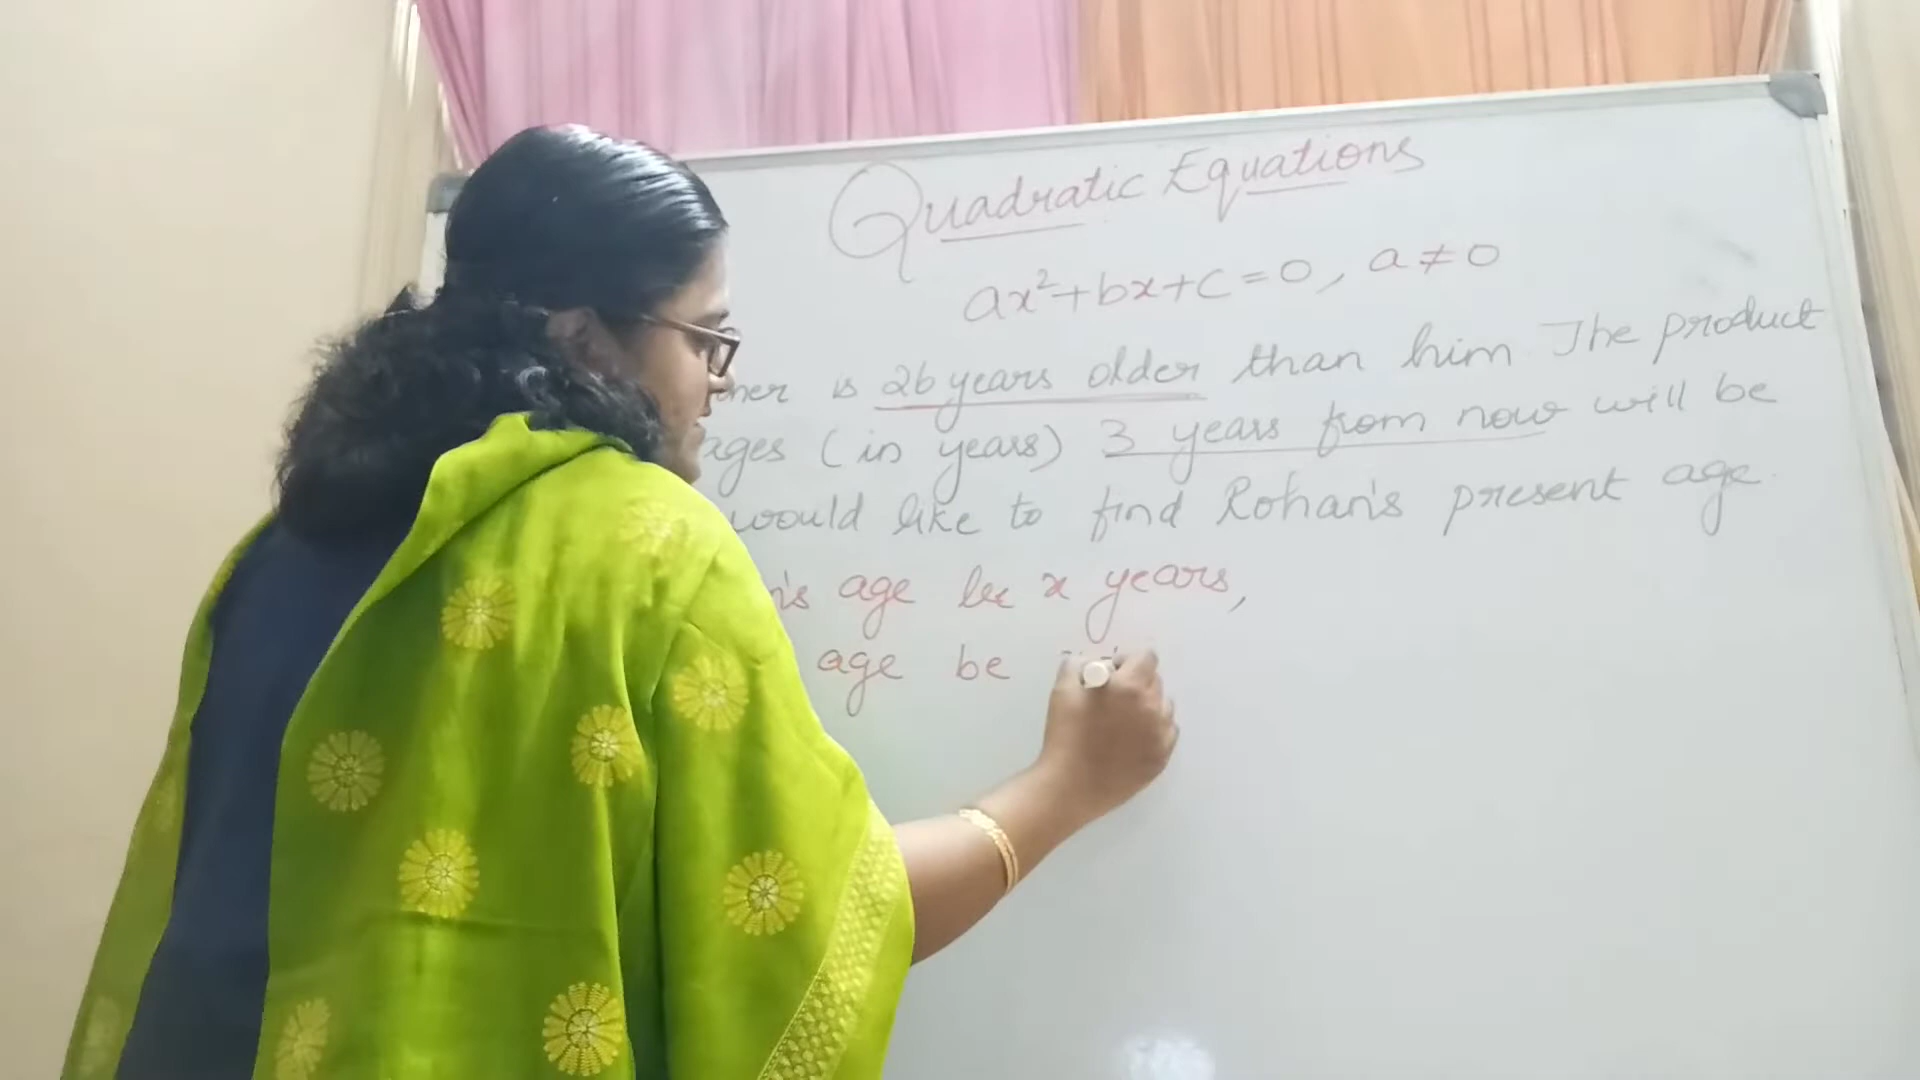 Quadratic Equations
ax²+bx+c=0, a≠0
is 26 years older than him The product
ages (in years) 3 years from now will be
would like to find Rohan's present age.
age be x years,
age be